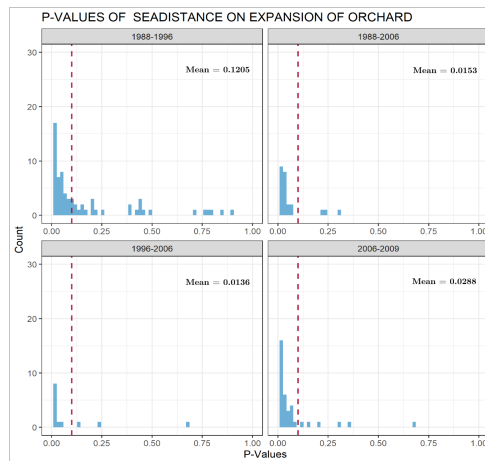 P-VALUES OF SEADISTANCE ON EXPANSION OF ORCHARD
1988-1996
1988-2006
30
20
10
0
Mean = 0.1205
Mean = 0.0153
0.00 0.25 0.50 0.75 1.00
0.00 0.25 0.50 0.75 1.00
Count
1996-2006
2006-2009
30
20
10
0
Mean = 0.0136
Mean = 0.0288
0.00 0.25 0.50 0.75 1.00
0.00 0.25 0.50 0.75 1.00
P-Values